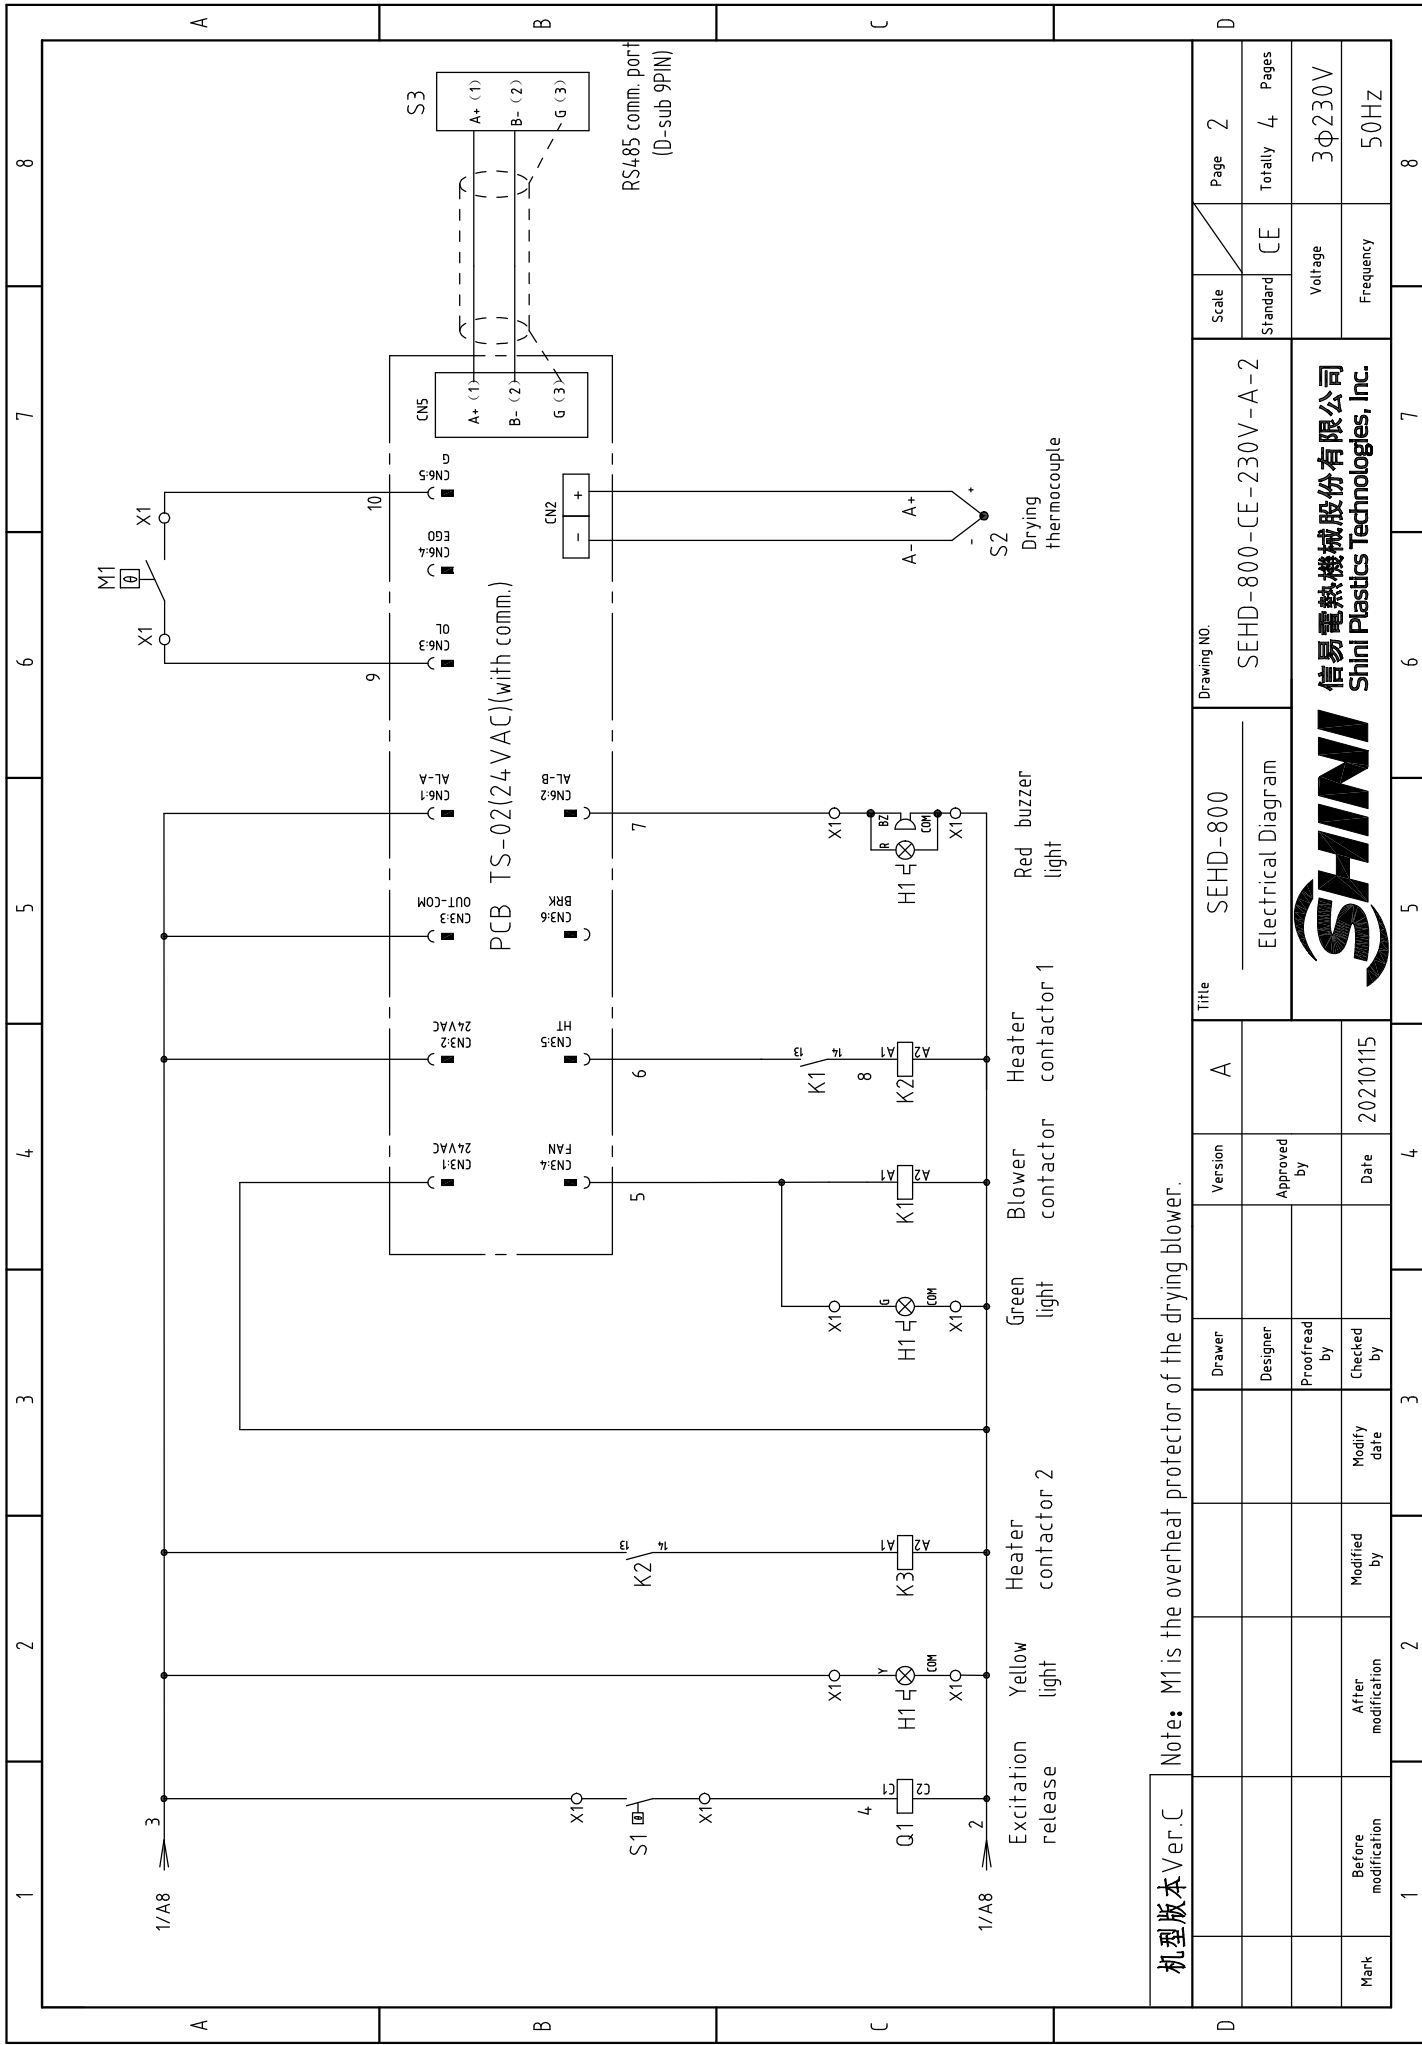 1 2 3 4 5 6 7 8
A
B
C
D
A
B
C
D
1/A8
3
1/A8
2
X1
S1
X1
4
Q1
C1
C2
Excitation
release
X1
H1
Y
COM
X1
Yellow
light
K2
13
14
K3
A1
A2
Heater
contactor 2
X1
H1
G
COM
X1
Green
light
CN3:1
24VAC
CN3:4
FAN
5
K1
A1
A2
Blower
contactor
CN3:2
24VAC
CN3:5
HT
6
K1
13
14
8
K2
A1
A2
Heater
contactor 1
CN3:3
OUT-COM
CN3:6
BRK
PCB TS-02(24VAC)(with comm.)
CN6:1
AL-A
CN6:2
AL-B
7
X1
H1
R
BZ
COM
X1
Red buzzer
light
M1
θ
X1
X1
9
10
CN6:3
OL
CN6:4
EGO
CN6:5
G
CN2
- +
A- A+
- +
S2
Drying
thermocouple
CN5
A+ (1)
B- (2)
G (3)
S3
A+ (1)
B- (2)
G (3)
RS485 comm. port
(D-sub 9PIN)
机型版本Ver.C
Note: M1 is the overheat protector of the drying blower.
Mark
Before
modification
After
modification
Modified
by
Modify
date
Drawer
Designer
Proofread
by
Checked
by
Version
A
Approved
by
Date
20210115
Title
SEHD-800
Electrical Diagram
Drawing NO.
SEHD-800-CE-230V-A-2
SHINI
信易電熱機械股份有限公司
Shini Plastics Technologies, Inc.
Scale
Page 2
Standard
CE
Totally 4 Pages
Voltage
3ф230V
Frequency
50Hz
1 2 3 4 5 6 7 8